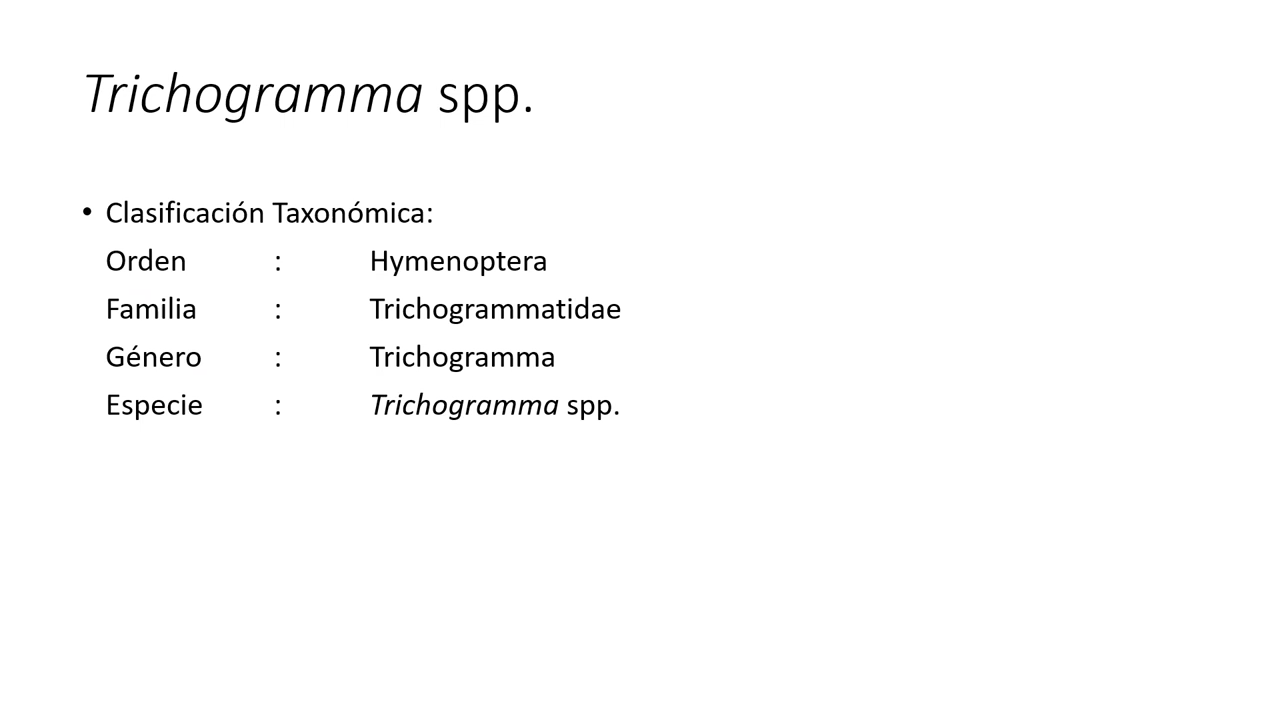 Trichogramma spp.
• Clasificación Taxonómica:
Orden : Hymenoptera
Familia : Trichogrammatidae
Género : Trichogramma
Especie : Trichogramma spp.